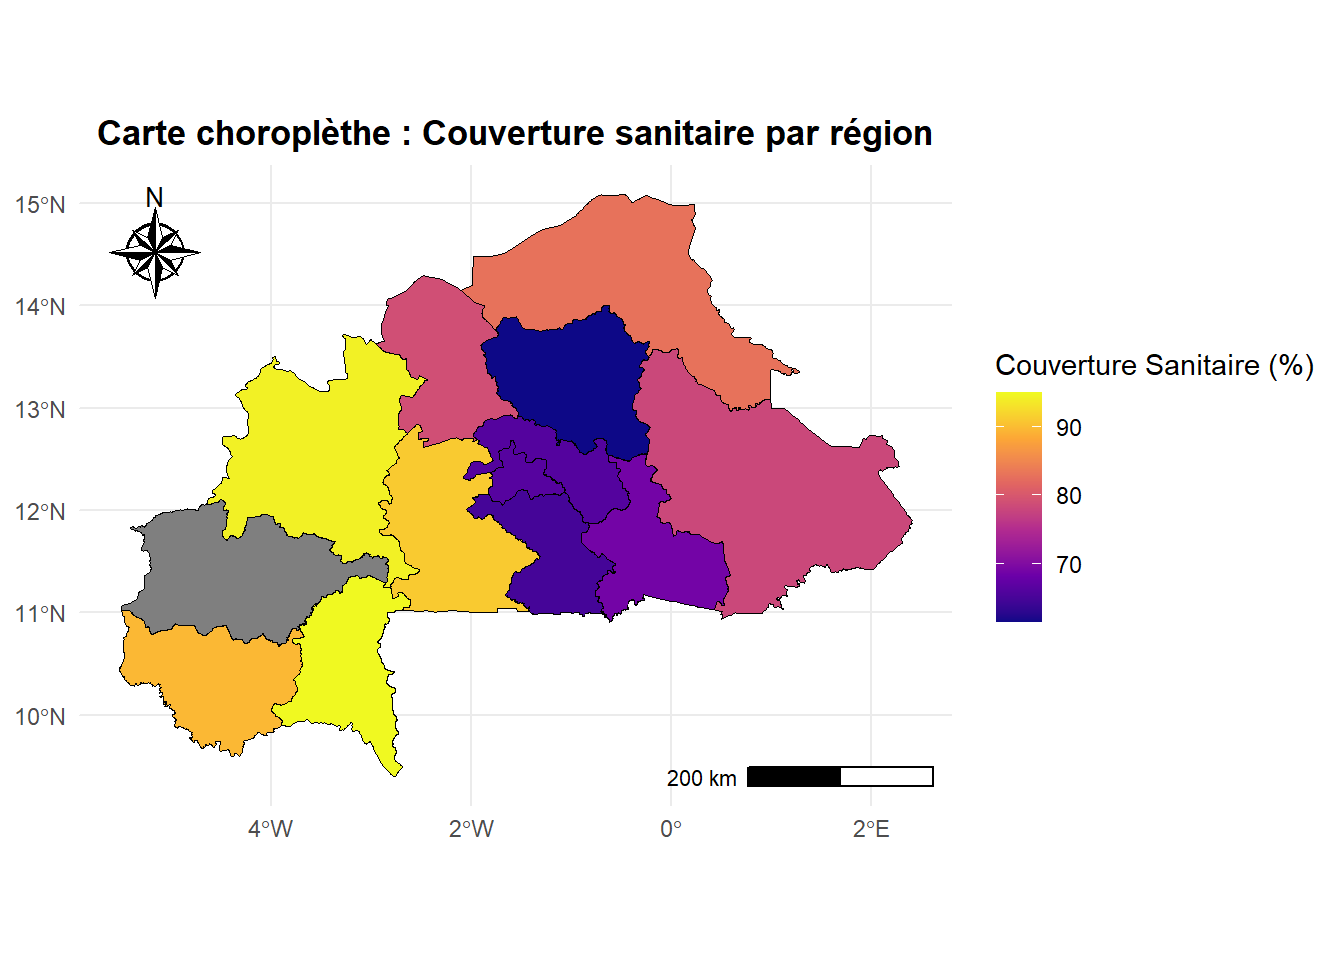 Carte choroplèthe : Couverture sanitaire par région
N
15°N
14°N
13°N
12°N
11°N
10°N
4°W
2°W
0°
2°E
200 km
Couverture Sanitaire (%)
90
80
70